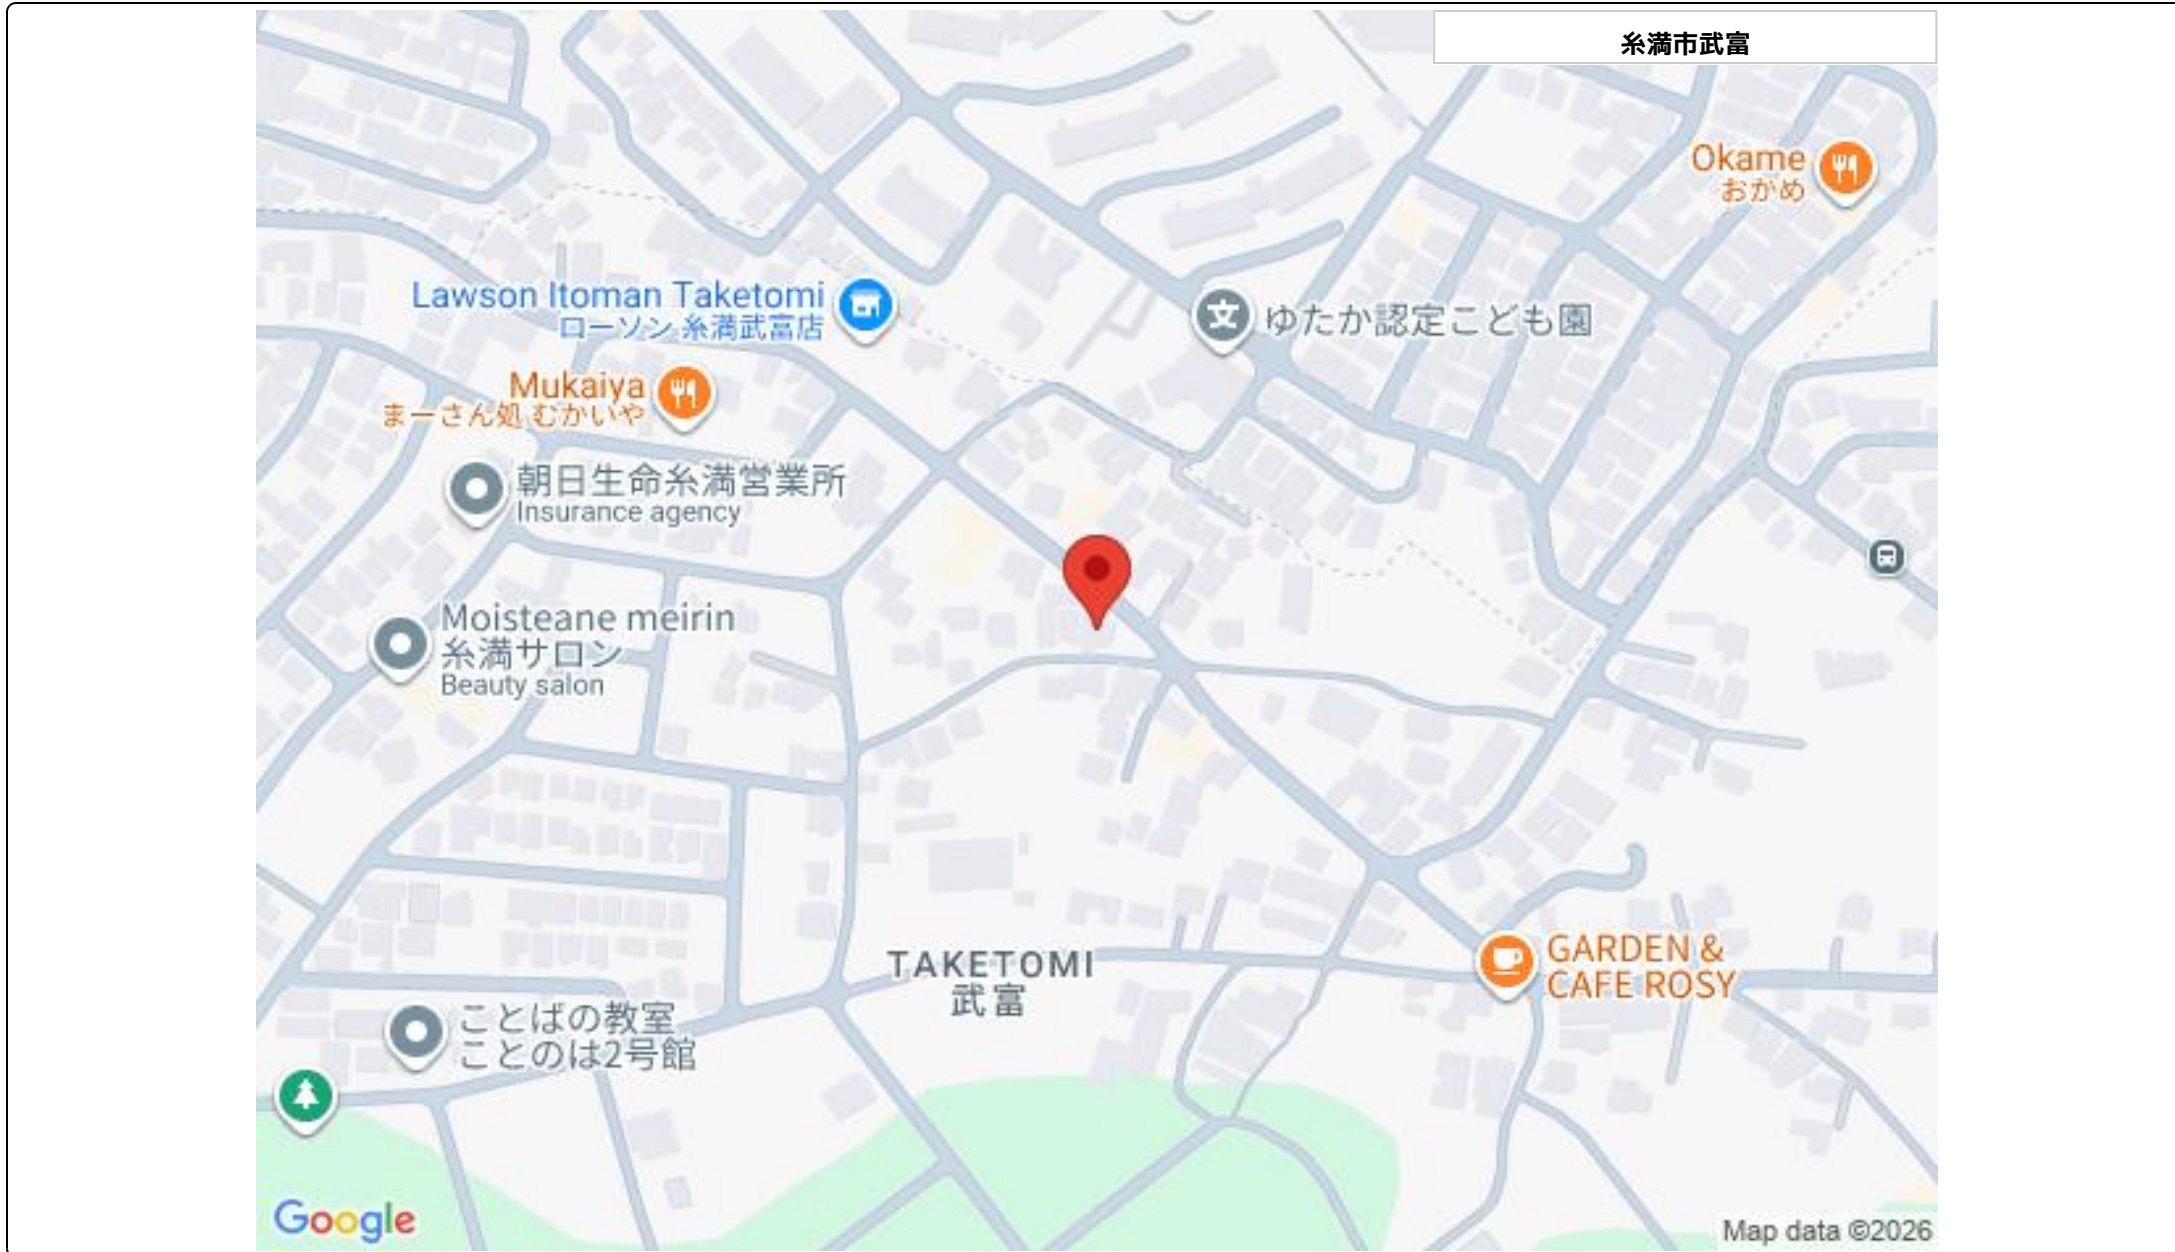 糸満市武富
Okame
おかめ
Lawson Itoman Taketomi
ローソン 糸満武富店
ゆたか認定こども園
Mukaiya
まーさん処 むかいや
朝日生命糸満営業所
Insurance agency
Moisteane meirin
糸満サロン
Beauty salon
TAKETOMI
武富
GARDEN &
CAFE ROSY
ことばの教室
ことのは2号館
Google
Map data ©2026